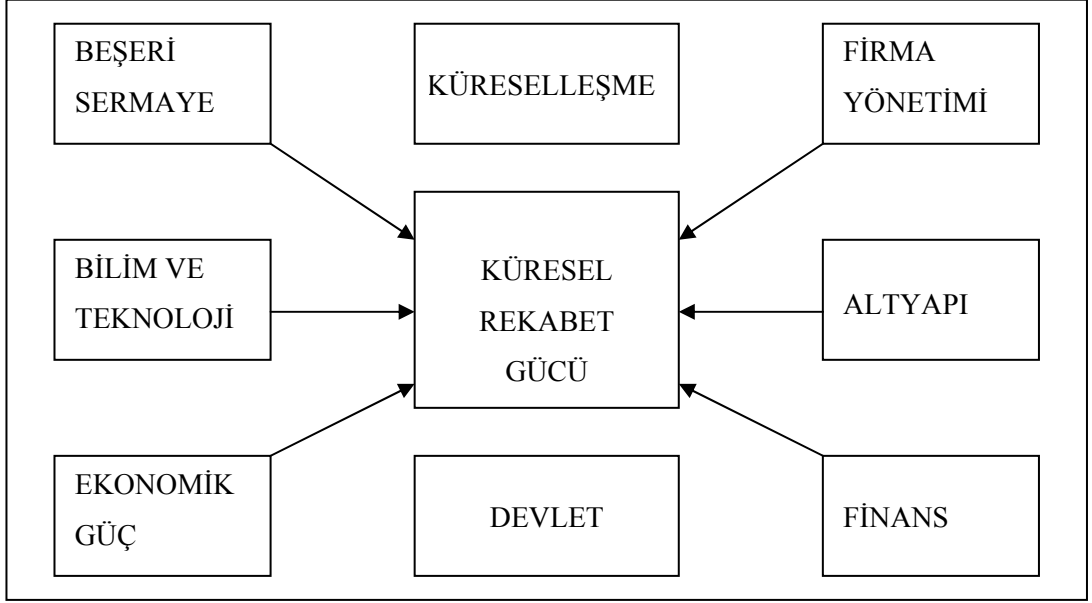 BEŞERİ
SERMAYE
KÜRESELLEŞME
FİRMA
YÖNETİMİ
BİLİM VE
TEKNOLOJİ
KÜRESEL
REKABET
GÜCÜ
ALTYAPI
EKONOMİK
GÜÇ
DEVLET
FİNANS